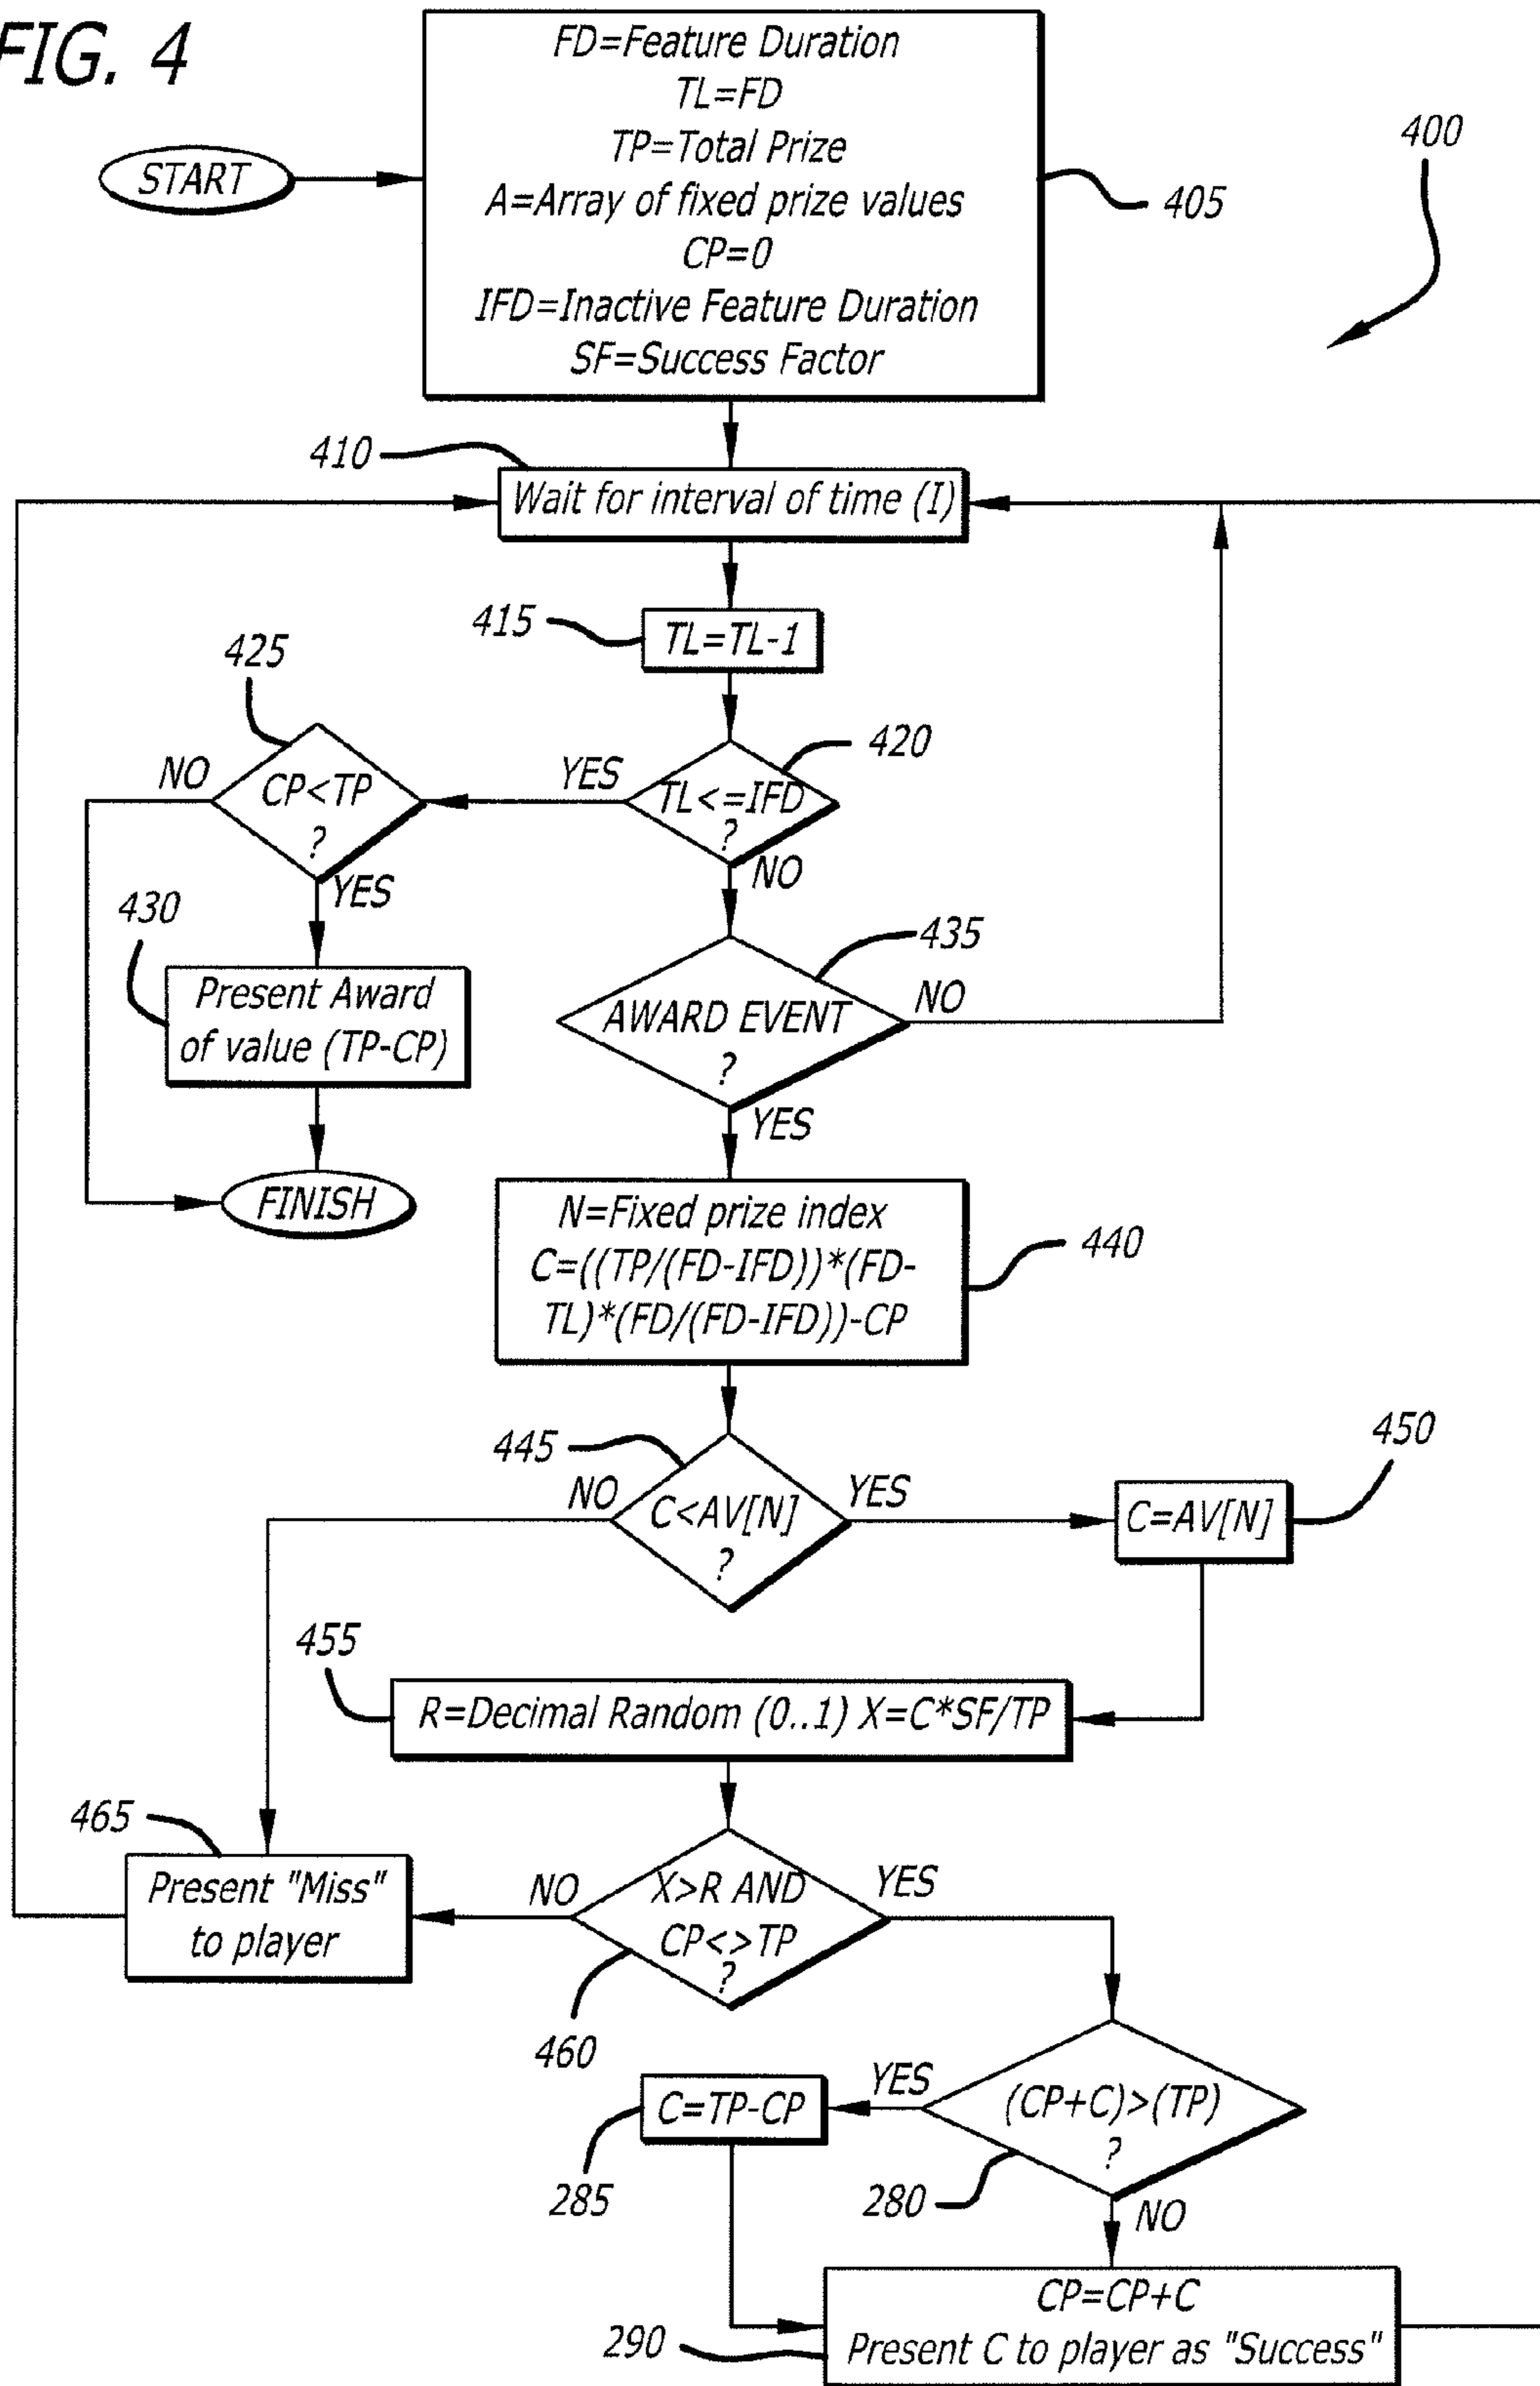 FIG. 4
START
FD=Feature Duration
TL=FD
TP=Total Prize
A=Array of fixed prize values
CP=0
IFD=Inactive Feature Duration
SF=Success Factor
405
400
410
Wait for interval of time (I)
415
TL=TL-1
425
CP<TP
?
NO
YES
420
TL<=IFD
?
YES
NO
430
Present Award
of value (TP-CP)
FINISH
435
AWARD EVENT
?
NO
YES
N=Fixed prize index
C=((TP/(FD-IFD))*(FD-
TL)*(FD/(FD-IFD))-CP
440
445
C<AV[N]
?
NO
YES
C=AV[N]
450
455
R=Decimal Random (0..1) X=C*SF/TP
465
Present "Miss"
to player
NO
X>R AND
CP<>TP
?
YES
460
(CP+C)>(TP)
?
YES
C=TP-CP
285
280
NO
CP=CP+C
Present C to player as "Success"
290